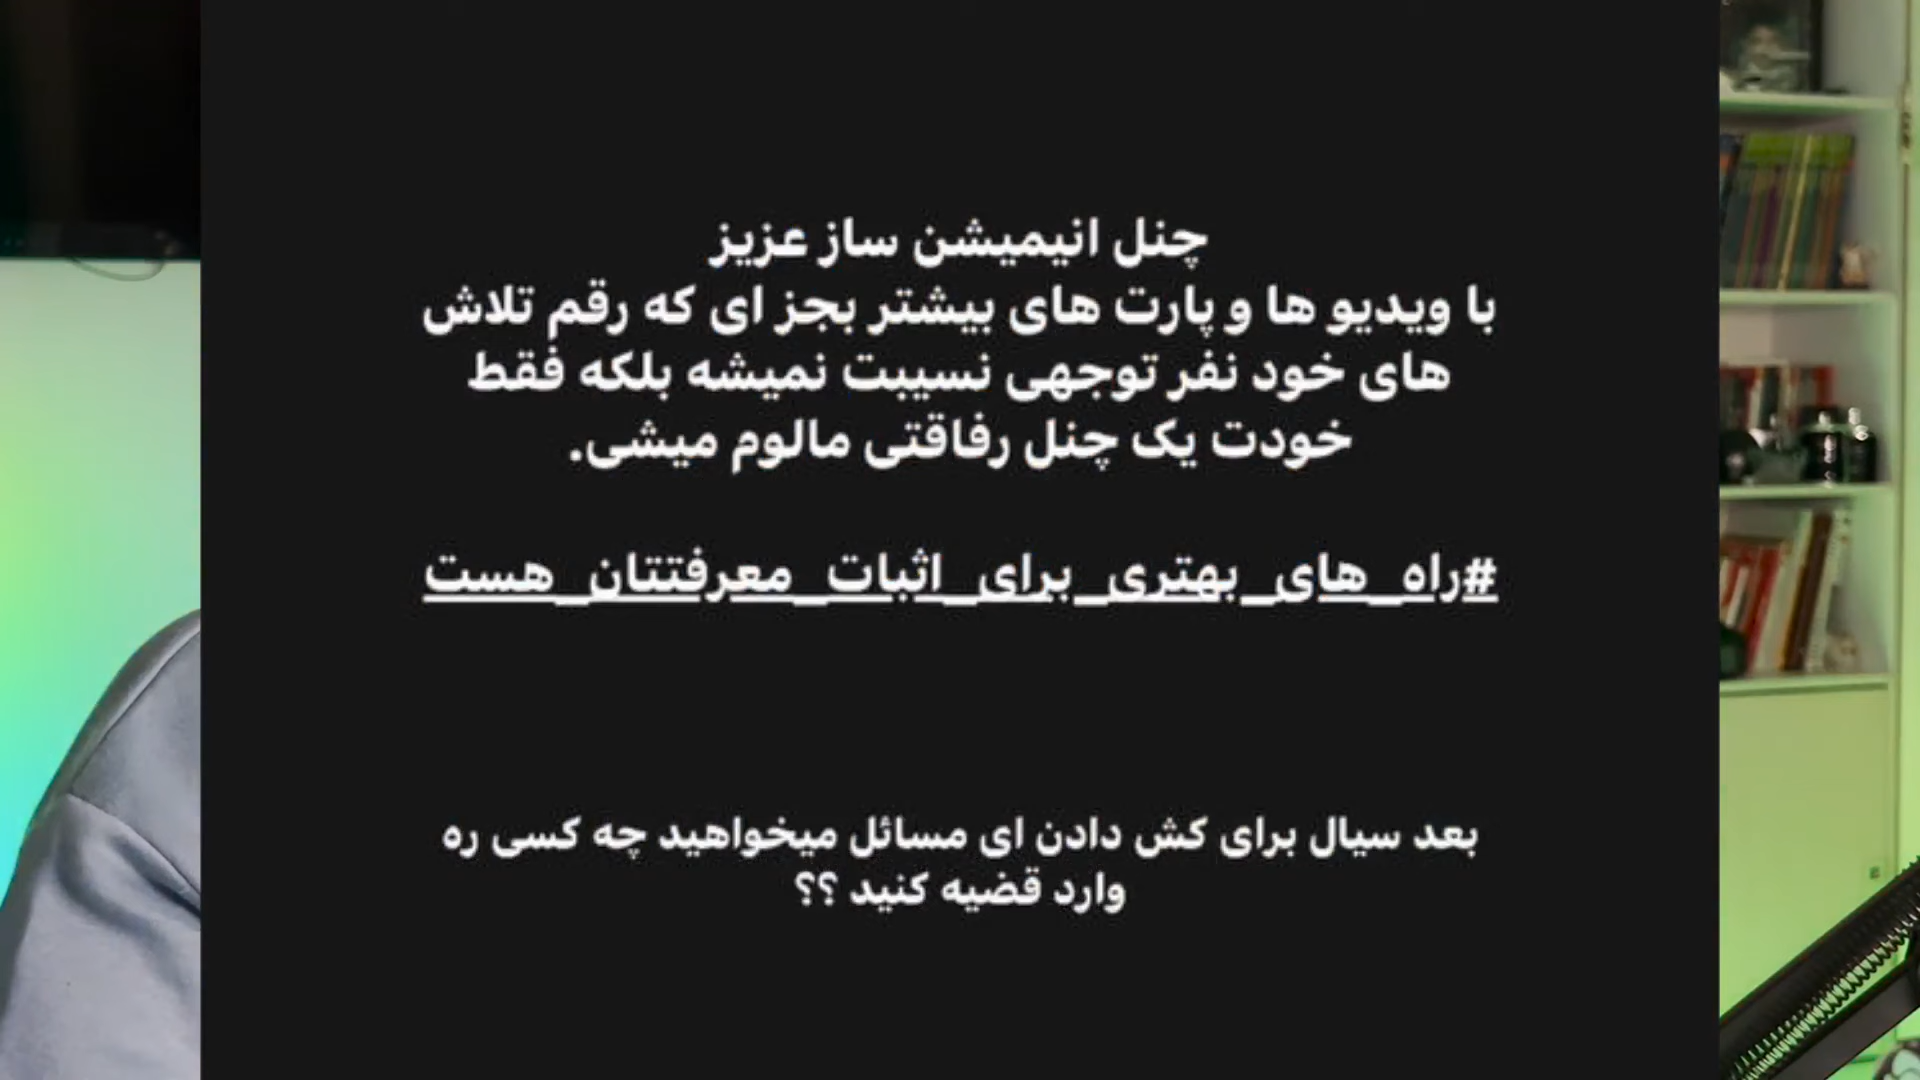 چنل انیمیشن ساز عزیز
با ویدیو ها و پارت های بیشتر بجز ای که رقم تلاش
های خود نفر توجهی نسیبت نمیشه بلکه فقط
خودت یک چنل رفاقتی مالوم میشی.
#راه_های_بهتری_برای_اثبات_معرفتتان_هست
بعد سیال برای کش دادن ای مسائل میخواهید چه کسی ره
وارد قضیه کنید ؟؟